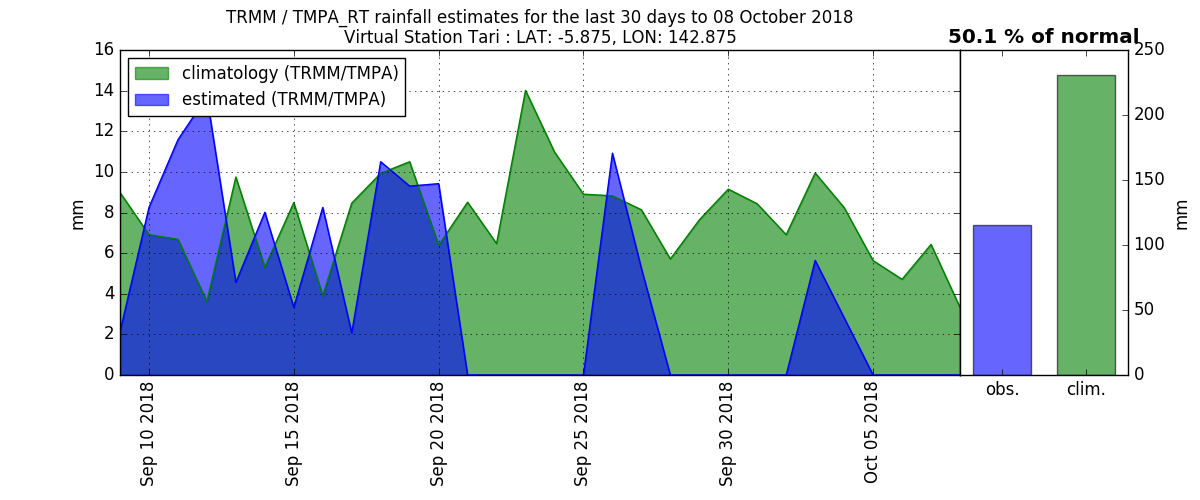 TRMM / TMPA_RT rainfall estimates for the last 30 days to 08 October 2018
Virtual Station Tari : LAT: -5.875, LON: 142.875
50.1 % of normal
climatology (TRMM/TMPA)
estimated (TRMM/TMPA)
16
14
12
10
8
6
4
2
0
mm
Sep 10 2018
Sep 15 2018
Sep 20 2018
Sep 25 2018
Sep 30 2018
Oct 05 2018
250
200
150
100
50
0
mm
obs.
clim.